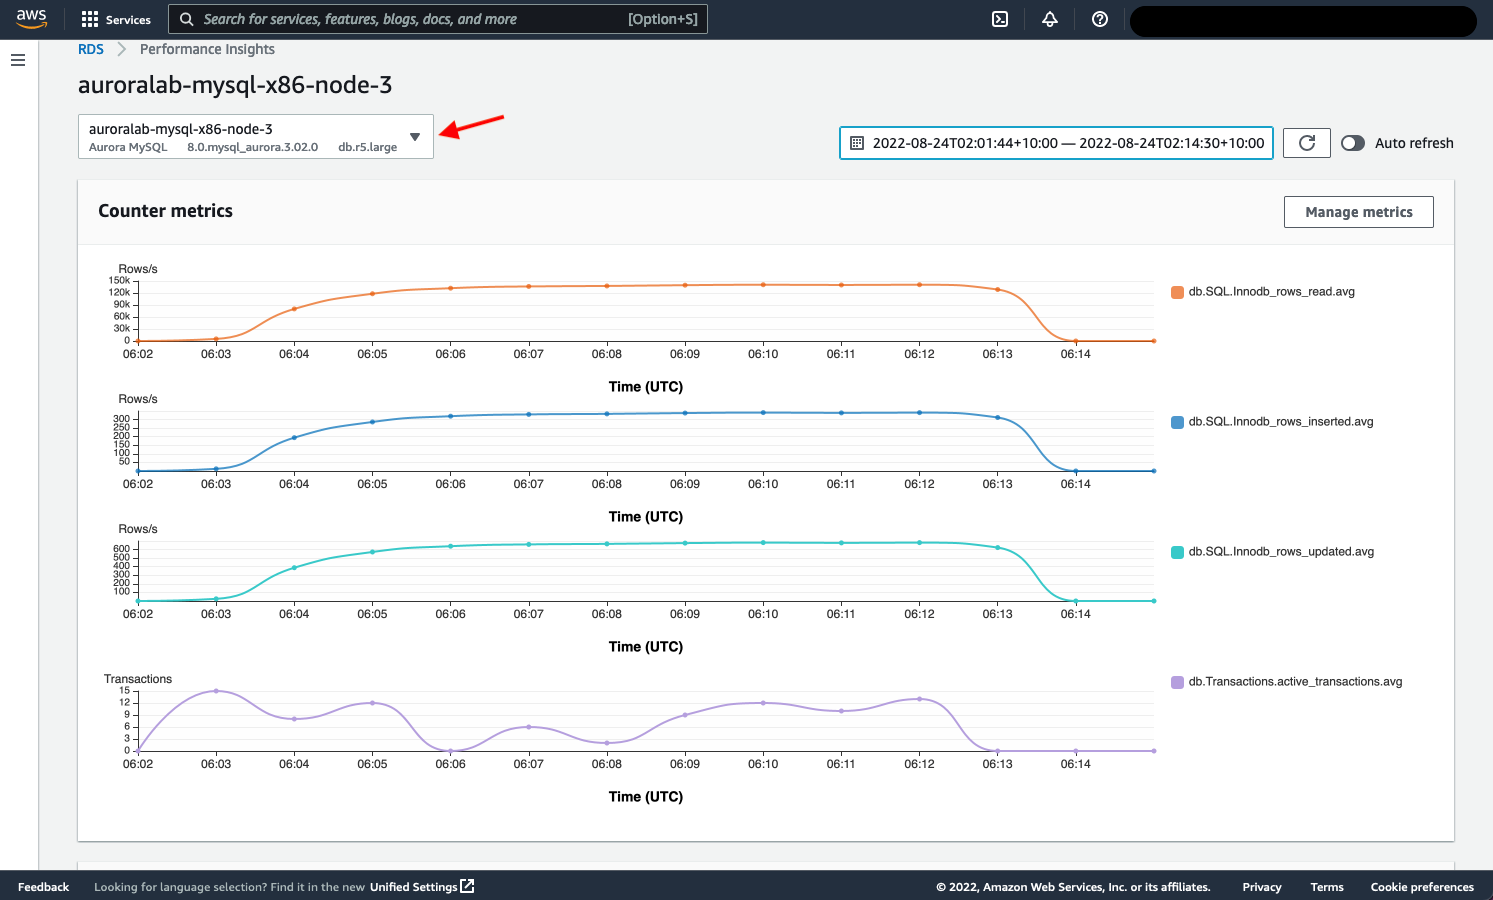 aws
Services
Search for services, features, blogs, docs, and more [Option+S]
RDS
Performance Insights
auroralab-mysql-x86-node-3
auroralab-mysql-x86-node-3
Aurora MySQL 8.0.mysql_aurora.3.02.0 db.r5.large
2022-08-24T02:01:44+10:00 — 2022-08-24T02:14:30+10:00
Auto refresh
Counter metrics
Manage metrics
Rows/s
150k
120k
90k
60k
30k
0
06:02 06:03 06:04 06:05 06:06 06:07 06:08 06:09 06:10 06:11 06:12 06:13 06:14
Time (UTC)
db.SQL.Innodb_rows_read.avg
Rows/s
300
250
200
150
100
50
06:02 06:03 06:04 06:05 06:06 06:07 06:08 06:09 06:10 06:11 06:12 06:13 06:14
Time (UTC)
db.SQL.Innodb_rows_inserted.avg
Rows/s
600
500
400
300
200
100
06:02 06:03 06:04 06:05 06:06 06:07 06:08 06:09 06:10 06:11 06:12 06:13 06:14
Time (UTC)
db.SQL.Innodb_rows_updated.avg
Transactions
15
12
9
6
3
0
06:02 06:03 06:04 06:05 06:06 06:07 06:08 06:09 06:10 06:11 06:12 06:13 06:14
Time (UTC)
db.Transactions.active_transactions.avg
Feedback
Looking for language selection? Find it in the new Unified Settings
© 2022, Amazon Web Services, Inc. or its affiliates.
Privacy
Terms
Cookie preferences